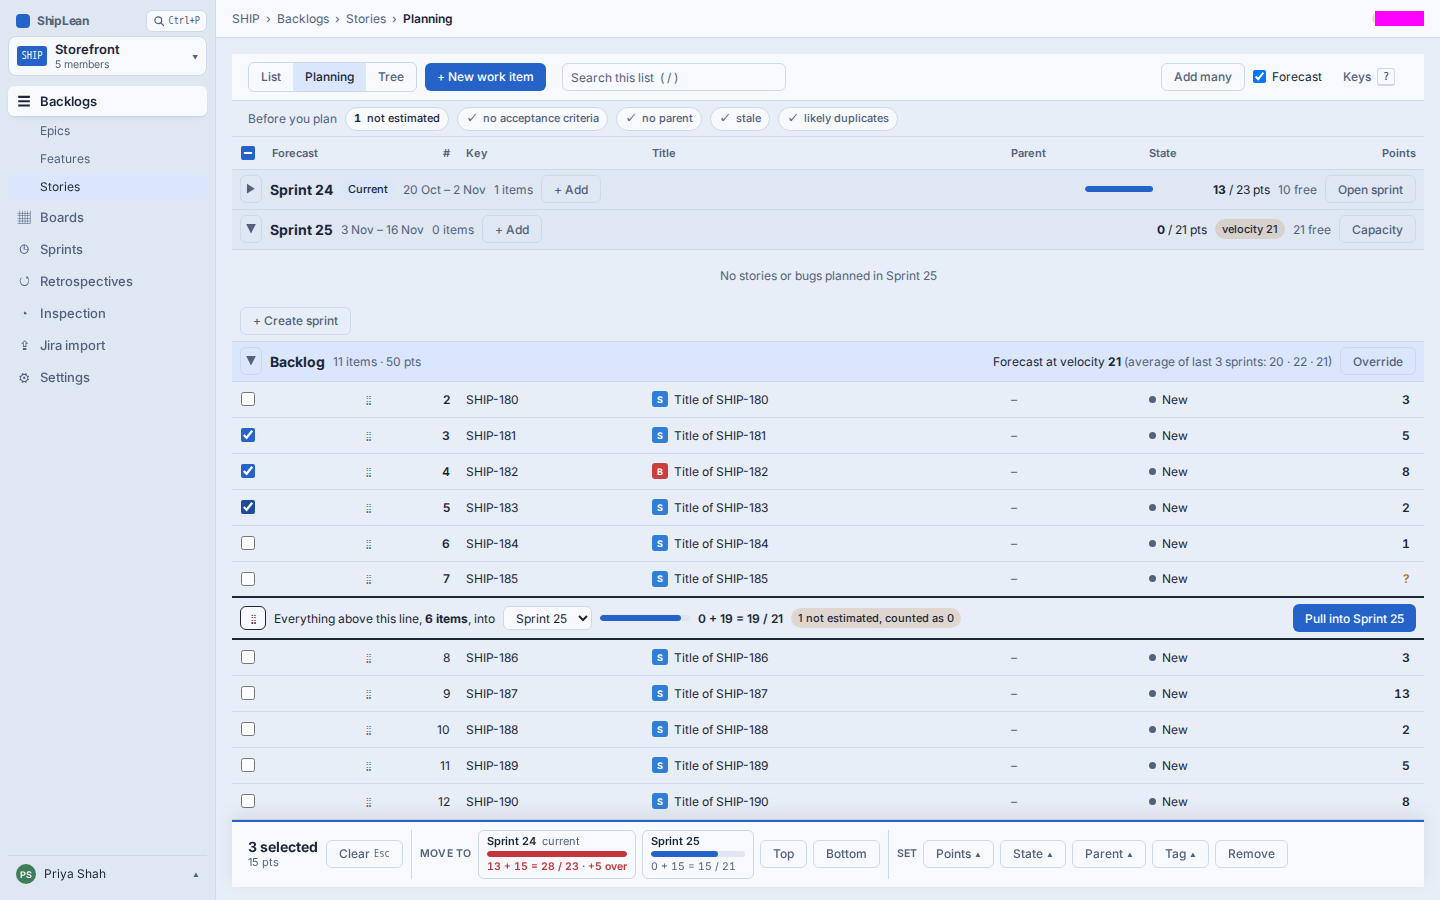 ShipLean Ctrl+P
SHIP Storefront
5 members
Backlogs
Epics
Features
Stories
Boards
Sprints
Retrospectives
Inspection
Jira import
Settings
PS Priya Shah
SHIP › Backlogs › Stories › Planning
List Planning Tree + New work item Search this list ( / ) Add many Forecast Keys ?
Before you plan 1 not estimated ✓ no acceptance criteria ✓ no parent ✓ stale ✓ likely duplicates
Forecast # Key Title Parent State Points
Sprint 24 Current 20 Oct – 2 Nov 1 items + Add 13 / 23 pts 10 free Open sprint
Sprint 25 3 Nov – 16 Nov 0 items + Add 0 / 21 pts velocity 21 21 free Capacity
No stories or bugs planned in Sprint 25
+ Create sprint
Backlog 11 items · 50 pts Forecast at velocity 21 (average of last 3 sprints: 20 · 22 · 21) Override
2 SHIP-180 S Title of SHIP-180 – New 3
3 SHIP-181 S Title of SHIP-181 – New 5
4 SHIP-182 B Title of SHIP-182 – New 8
5 SHIP-183 S Title of SHIP-183 – New 2
6 SHIP-184 S Title of SHIP-184 – New 1
7 SHIP-185 S Title of SHIP-185 – New ?
Everything above this line, 6 items, into Sprint 25 0 + 19 = 19 / 21 1 not estimated, counted as 0 Pull into Sprint 25
8 SHIP-186 S Title of SHIP-186 – New 3
9 SHIP-187 S Title of SHIP-187 – New 13
10 SHIP-188 S Title of SHIP-188 – New 2
11 SHIP-189 S Title of SHIP-189 – New 5
12 SHIP-190 S Title of SHIP-190 – New 8
3 selected
15 pts
Clear Esc
MOVE TO
Sprint 24 current
13 + 15 = 28 / 23 · +5 over
Sprint 25
0 + 15 = 15 / 21
Top Bottom SET Points State Parent Tag Remove